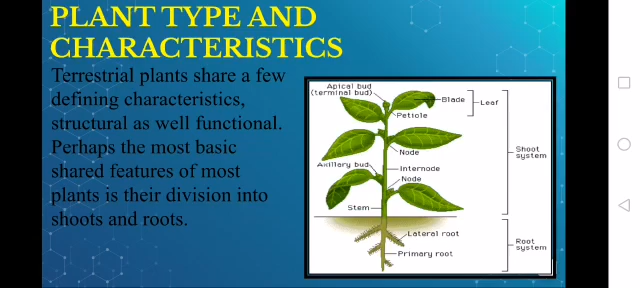 PLANT TYPE AND
CHARACTERISTICS
Terrestrial plants share a few
defining characteristics,
structural as well functional.
Perhaps the most basic
shared features of most
plants is their division into
shoots and roots.
Apical bud
(terminal bud)
Blade
Leaf
Petiole
Node
Shoot
system
Axillary bud
Internode
Node
Stem
Lateral root
Root
system
Primary root